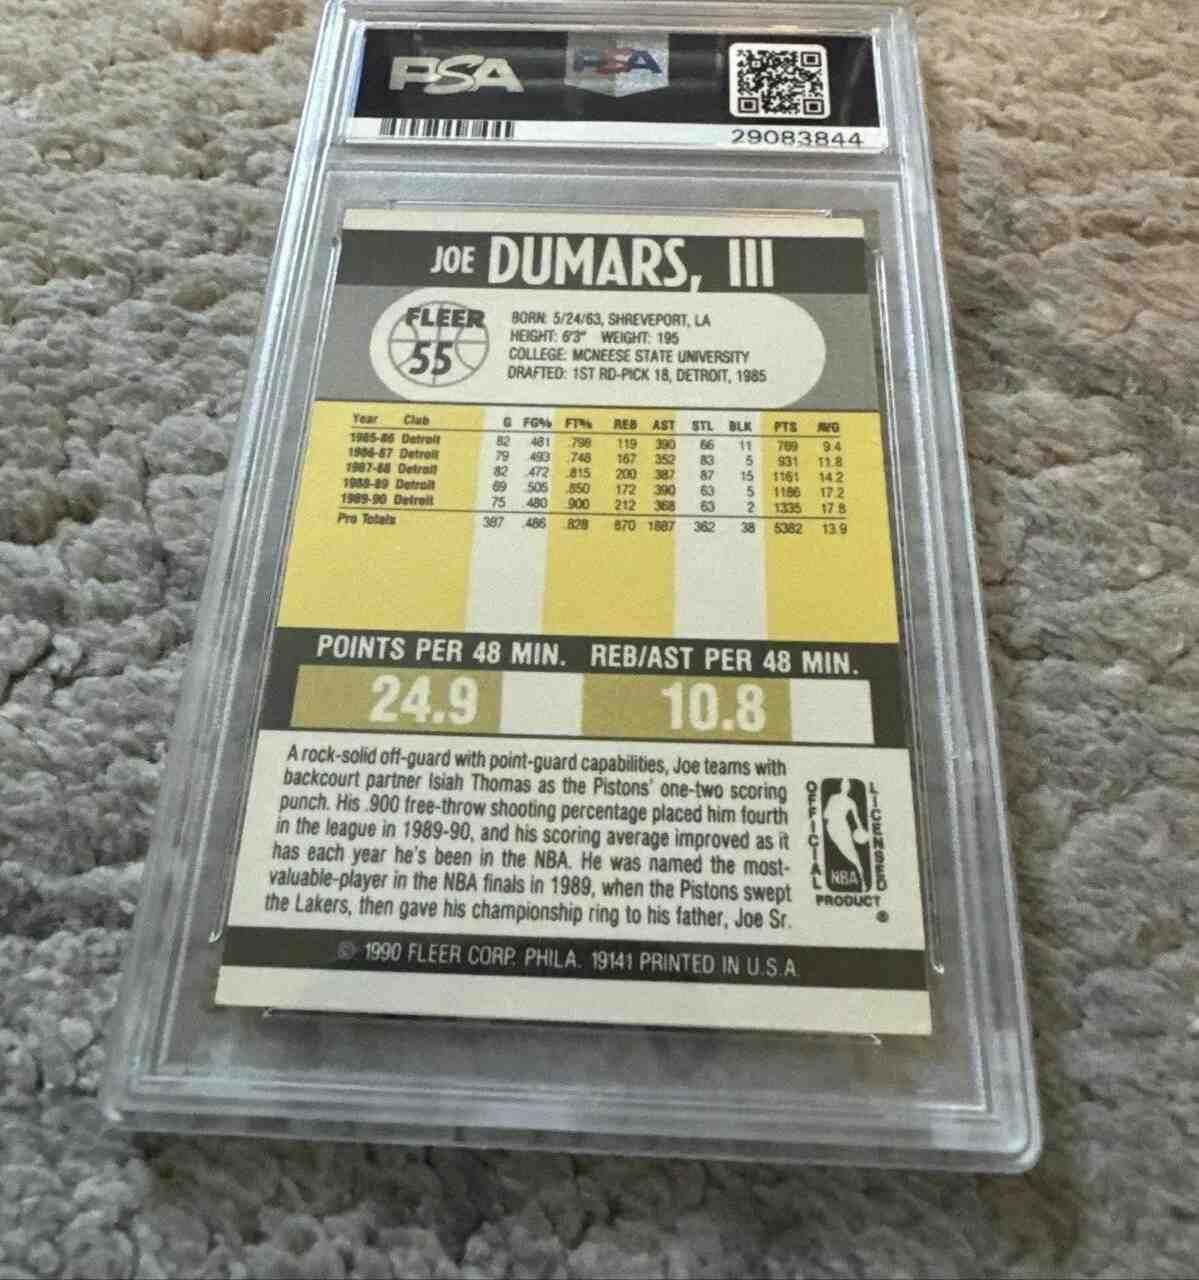 PSA PSA
29083844
JOE DUMARS, III
FLEER
55
BORN: 5/24/63, SHREVEPORT, LA
HEIGHT: 6'3" WEIGHT: 195
COLLEGE: MCNEESE STATE UNIVERSITY
DRAFTED: 1ST RD-PICK 18, DETROIT, 1985
Year Club G FG% FT% REB AST STL BLK PTS AVG
1985-86 Detroit 82 .481 .798 119 390 66 11 769 9.4
1986-87 Detroit 79 .493 .748 167 352 83 5 931 11.8
1987-88 Detroit 82 .472 .815 200 387 87 15 1161 14.2
1988-89 Detroit 69 .505 .850 172 390 63 5 1186 17.2
1989-90 Detroit 75 .480 .900 212 368 63 2 1335 17.8
Pro Totals 387 .486 .828 870 1887 362 38 5382 13.9
POINTS PER 48 MIN. REB/AST PER 48 MIN.
24.9 10.8
A rock-solid off-guard with point-guard capabilities, Joe teams with
backcourt partner Isiah Thomas as the Pistons' one-two scoring
punch. His .900 free-throw shooting percentage placed him fourth
in the league in 1989-90, and his scoring average improved as it
has each year he's been in the NBA. He was named the most-
valuable-player in the NBA finals in 1989, when the Pistons swept
the Lakers, then gave his championship ring to his father, Joe Sr.
OFFICIAL
NBA
LICENSED
PRODUCT
®
© 1990 FLEER CORP. PHILA. 19141 PRINTED IN U.S.A.